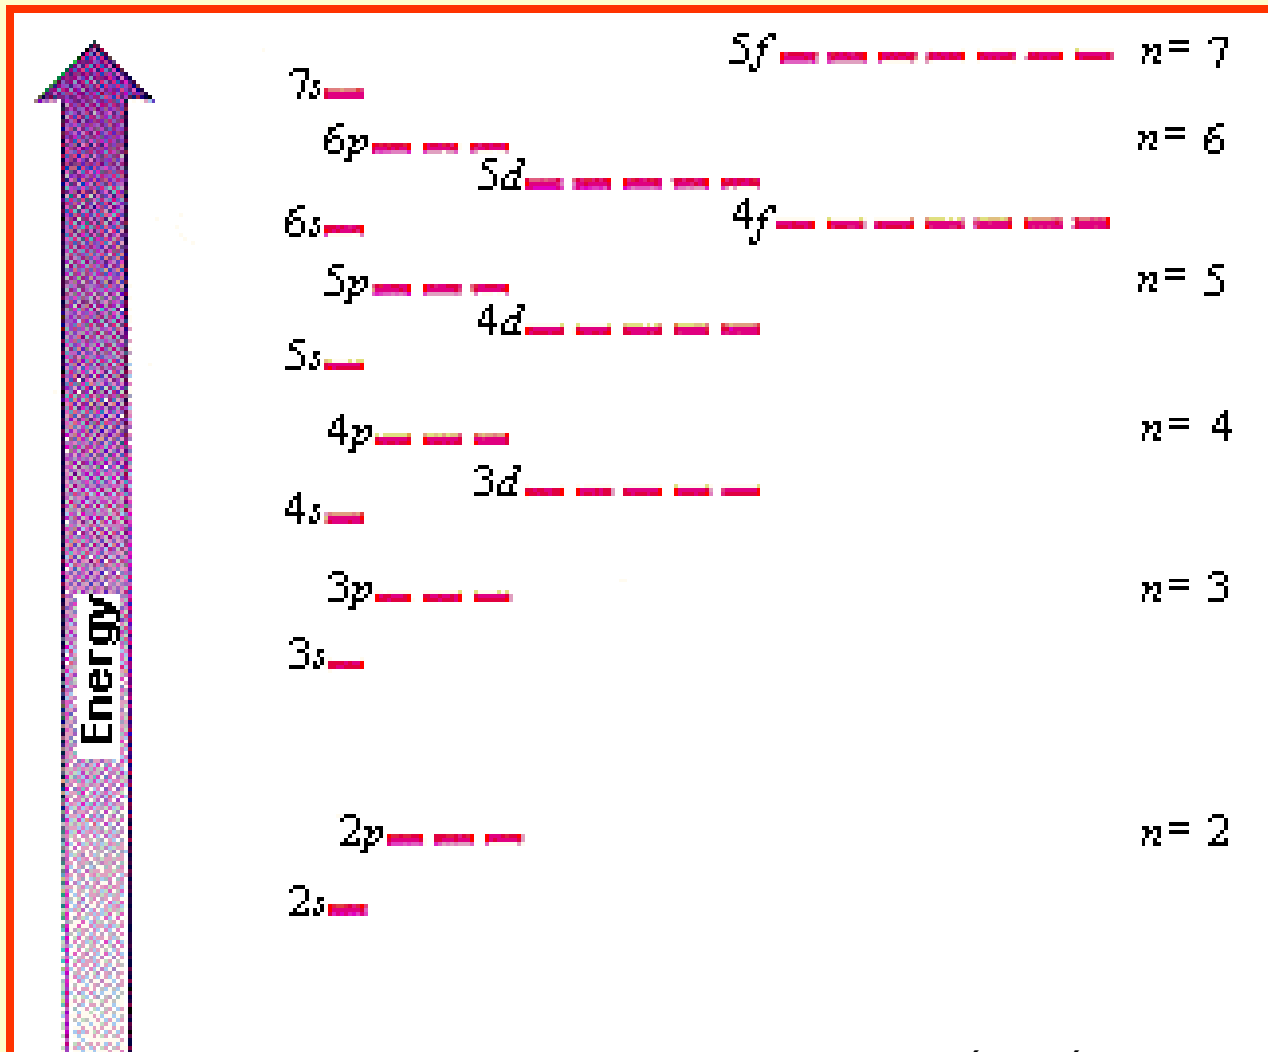 5f n= 7
7s
6p n= 6
5d
6s 4f
5p n= 5
4d
5s
4p n= 4
3d
4s
3p n= 3
3s
Energy
2p n= 2
2s